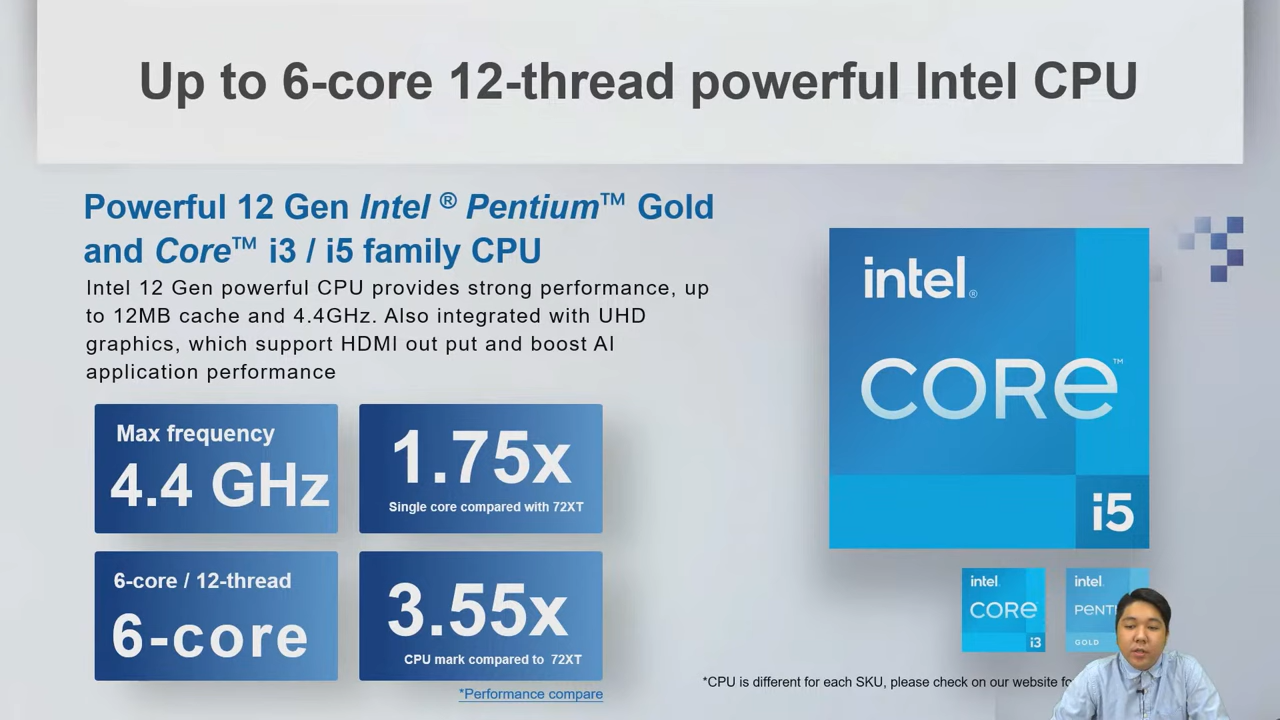 Up to 6-core 12-thread powerful Intel CPU
Powerful 12 Gen Intel ® Pentium™ Gold
and Core™ i3 / i5 family CPU
Intel 12 Gen powerful CPU provides strong performance, up
to 12MB cache and 4.4GHz. Also integrated with UHD
graphics, which support HDMI out put and boost AI
application performance
Max frequency
4.4 GHz
1.75x
Single core compared with 72XT
6-core / 12-thread
6-core
3.55x
CPU mark compared to 72XT
*Performance compare
intel®
CORE™
i5
intel
CORE
i3
intel
GOLD
*CPU is different for each SKU, please check on our website